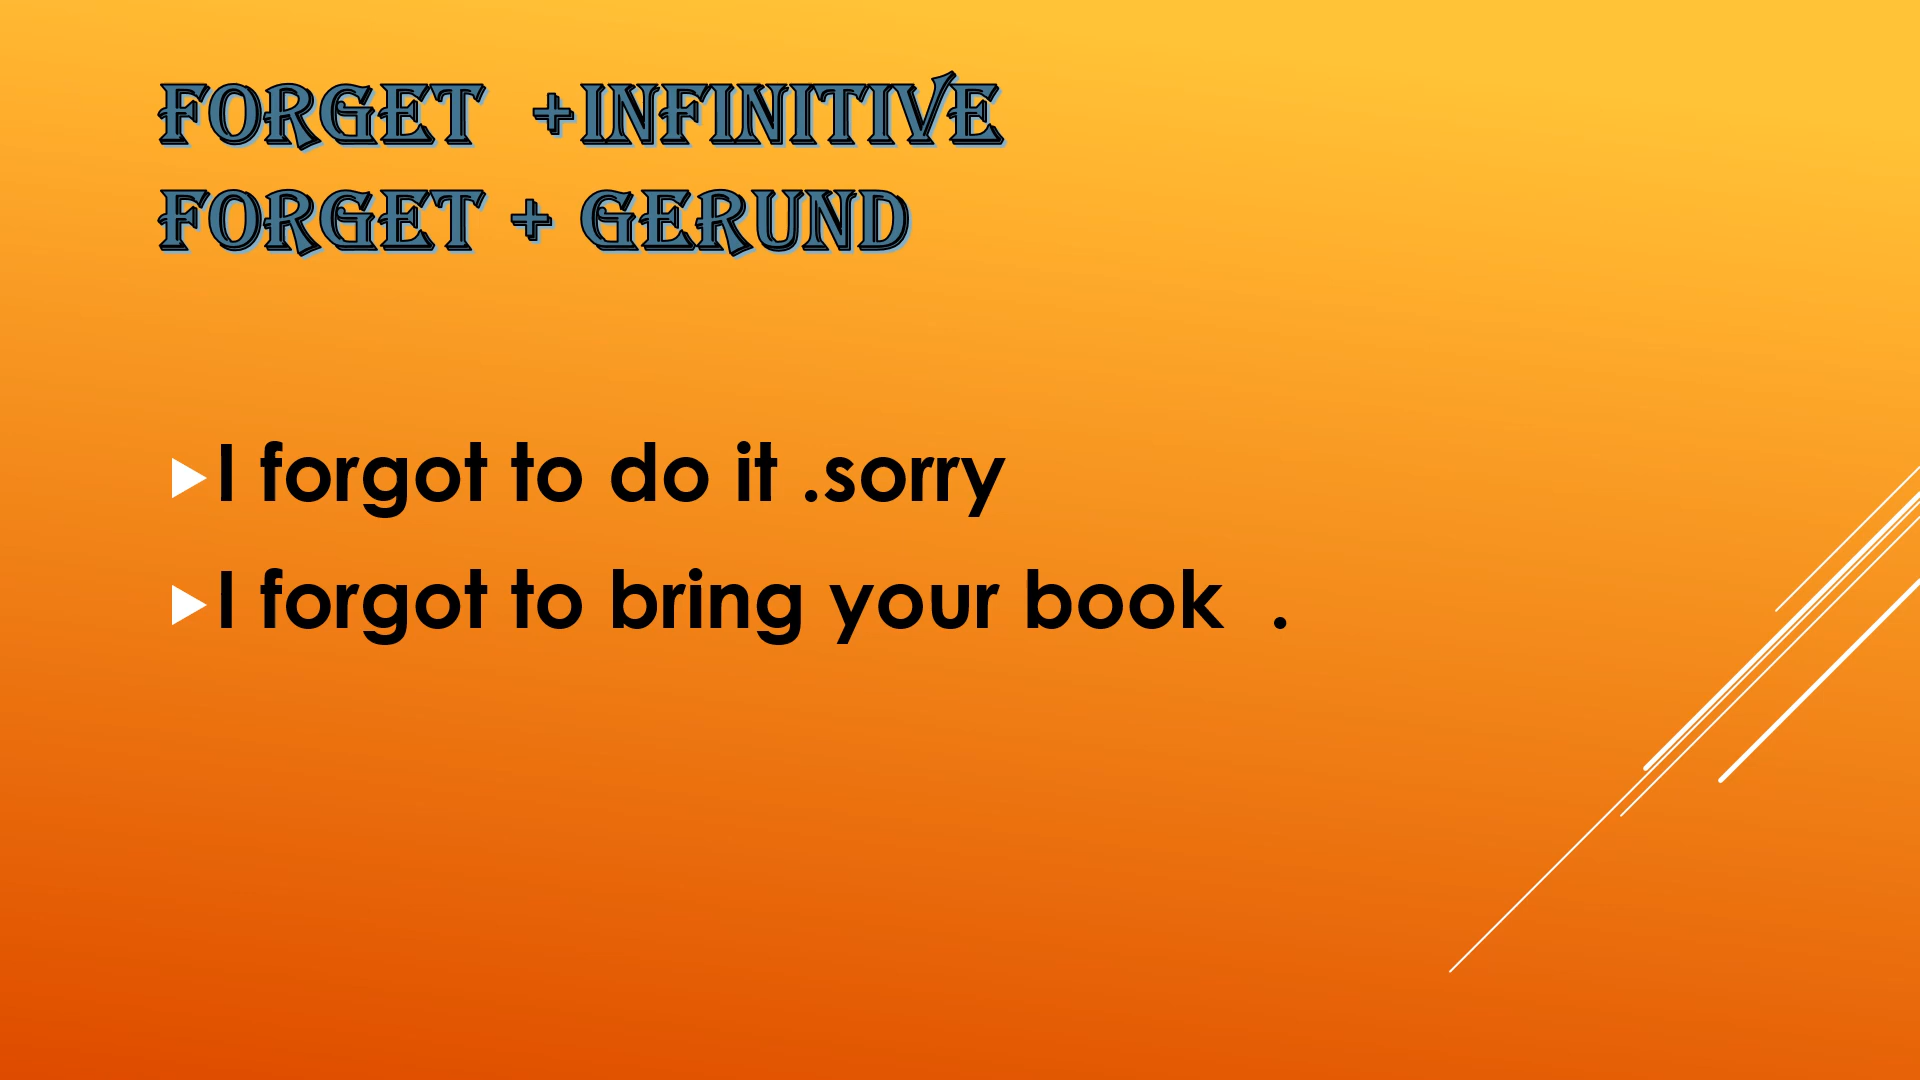 FORGET  +INFINITIVE
FORGET + GERUND
I forgot to do it .sorry
I forgot to bring your book  .